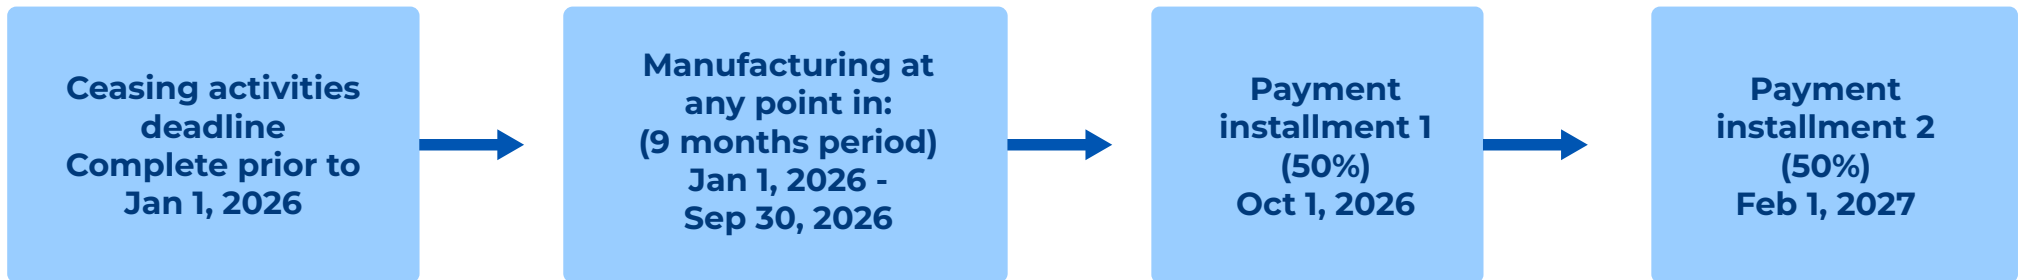 Ceasing activities
deadline
Complete prior to
Jan 1, 2026
Manufacturing at
any point in:
(9 months period)
Jan 1, 2026 -
Sep 30, 2026
Payment
installment 1
(50%)
Oct 1, 2026
Payment
installment 2
(50%)
Feb 1, 2027